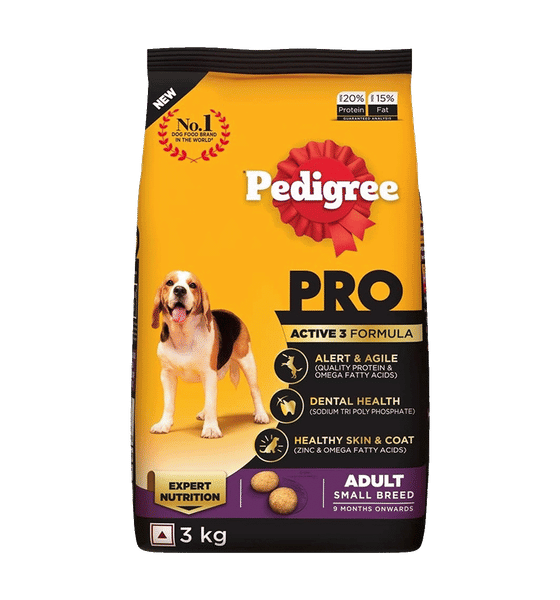 NEW
No.1
DOG FOOD BRAND
IN THE WORLD*
20% 15%
Protein Fat
GUARANTEED ANALYSIS
Pedigree
PRO
ACTIVE 3 FORMULA
ALERT & AGILE
(QUALITY PROTEIN &
OMEGA FATTY ACIDS)
DENTAL HEALTH
(SODIUM TRI POLY PHOSPHATE)
HEALTHY SKIN & COAT
(ZINC & OMEGA FATTY ACIDS)
EXPERT
NUTRITION
ADULT
SMALL BREED
9 MONTHS ONWARDS
3 kg